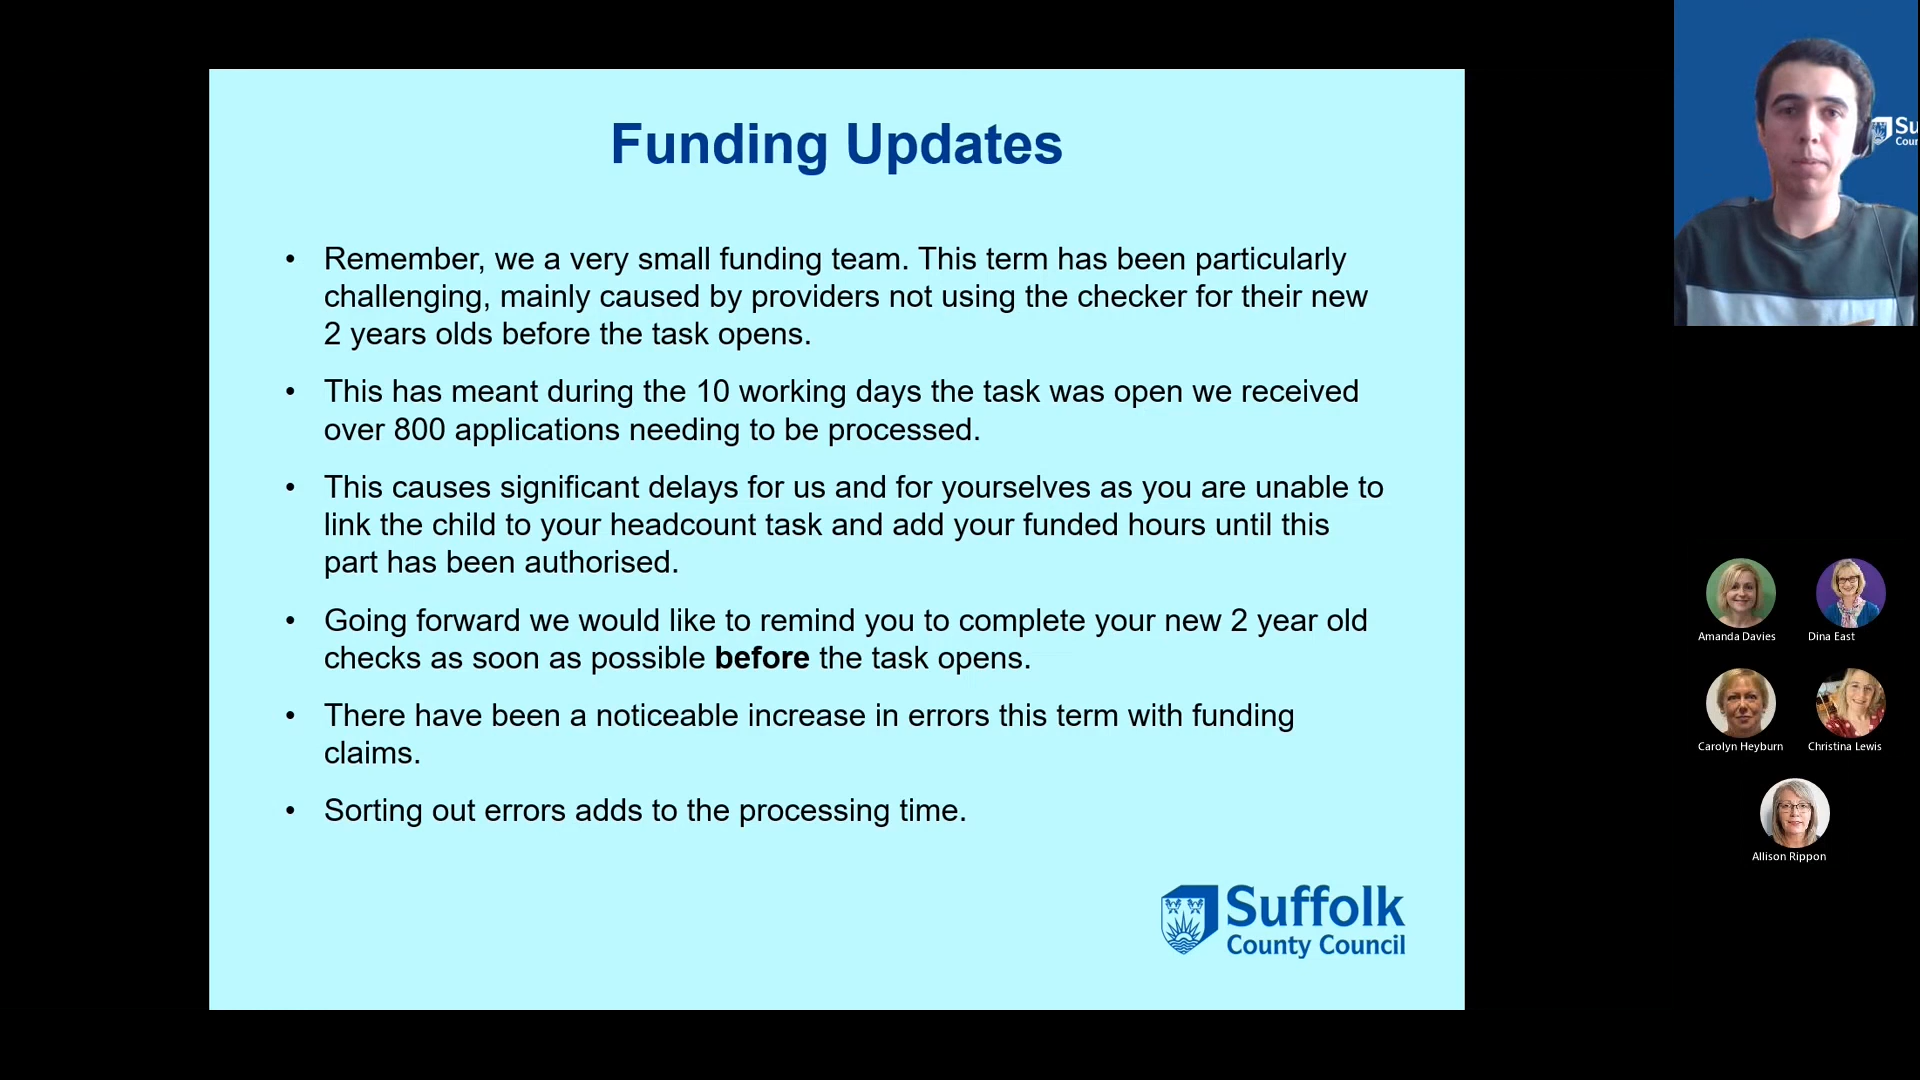 Funding Updates
• Remember, we a very small funding team. This term has been particularly
challenging, mainly caused by providers not using the checker for their new
2 years olds before the task opens.
• This has meant during the 10 working days the task was open we received
over 800 applications needing to be processed.
• This causes significant delays for us and for yourselves as you are unable to
link the child to your headcount task and add your funded hours until this
part has been authorised.
• Going forward we would like to remind you to complete your new 2 year old
checks as soon as possible before the task opens.
• There have been a noticeable increase in errors this term with funding
claims.
• Sorting out errors adds to the processing time.
Suffolk
County Council
Su
Coun
Amanda Davies
Dina East
Carolyn Heyburn
Christina Lewis
Allison Rippon